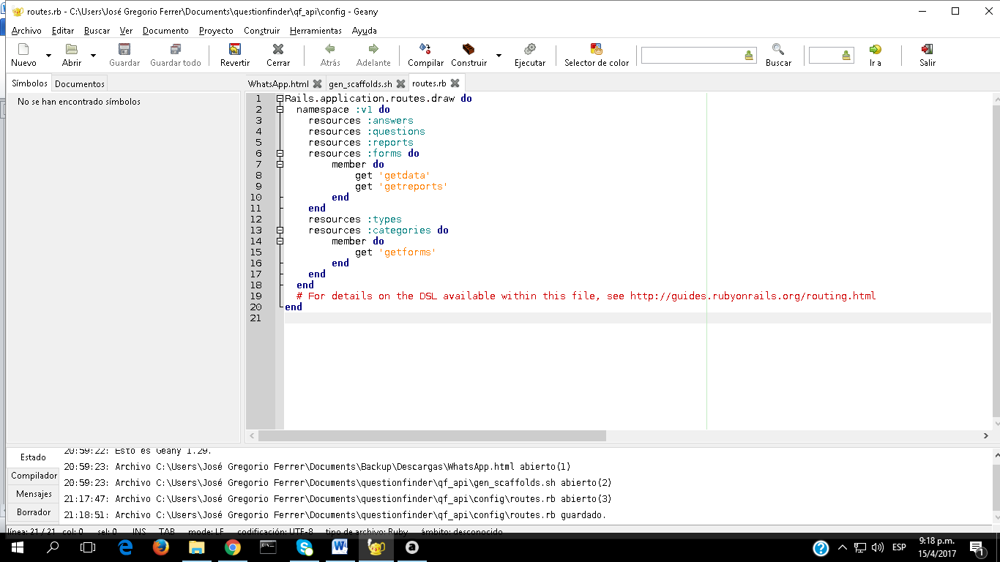 routes.rb - C:\Users\José Gregorio Ferrer\Documents\questionfinder\qf_api\config - Geany
Archivo Editar Buscar Ver Documento Proyecto Construir Herramientas Ayuda
Nuevo Abrir Guardar Guardar todo Revertir Cerrar Atrás Adelante Compilar Construir Ejecutar Selector de color Buscar Ir a Salir
Símbolos Documentos WhatsApp.html gen_scaffolds.sh routes.rb
No se han encontrado símbolos
1 Rails.application.routes.draw do
2 namespace :v1 do
3 resources :answers
4 resources :questions
5 resources :reports
6 resources :forms do
7 member do
8 get 'getdata'
9 get 'getreports'
10 end
11 end
12 resources :types
13 resources :categories do
14 member do
15 get 'getforms'
16 end
17 end
18 end
19 # For details on the DSL available within this file, see http://guides.rubyonrails.org/routing.html
20 end
21
Estado
Compilador
Mensajes
Borrador
20:59:22: Esto es Geany 1.29.
20:59:23: Archivo C:\Users\José Gregorio Ferrer\Documents\Backup\Descargas\WhatsApp.html abierto(1)
20:59:23: Archivo C:\Users\José Gregorio Ferrer\Documents\questionfinder\qf_api\gen_scaffolds.sh abierto(2)
21:17:47: Archivo C:\Users\José Gregorio Ferrer\Documents\questionfinder\qf_api\config\routes.rb abierto(3)
21:18:51: Archivo C:\Users\José Gregorio Ferrer\Documents\questionfinder\qf_api\config\routes.rb guardado.
línea: 21 / 21 col: 0 sel: 0 INS TAB mode: LF codificación: UTF-8 tipo de archivo: Ruby ámbito: desconocido
ESP
9:18 p.m.
15/4/2017
1